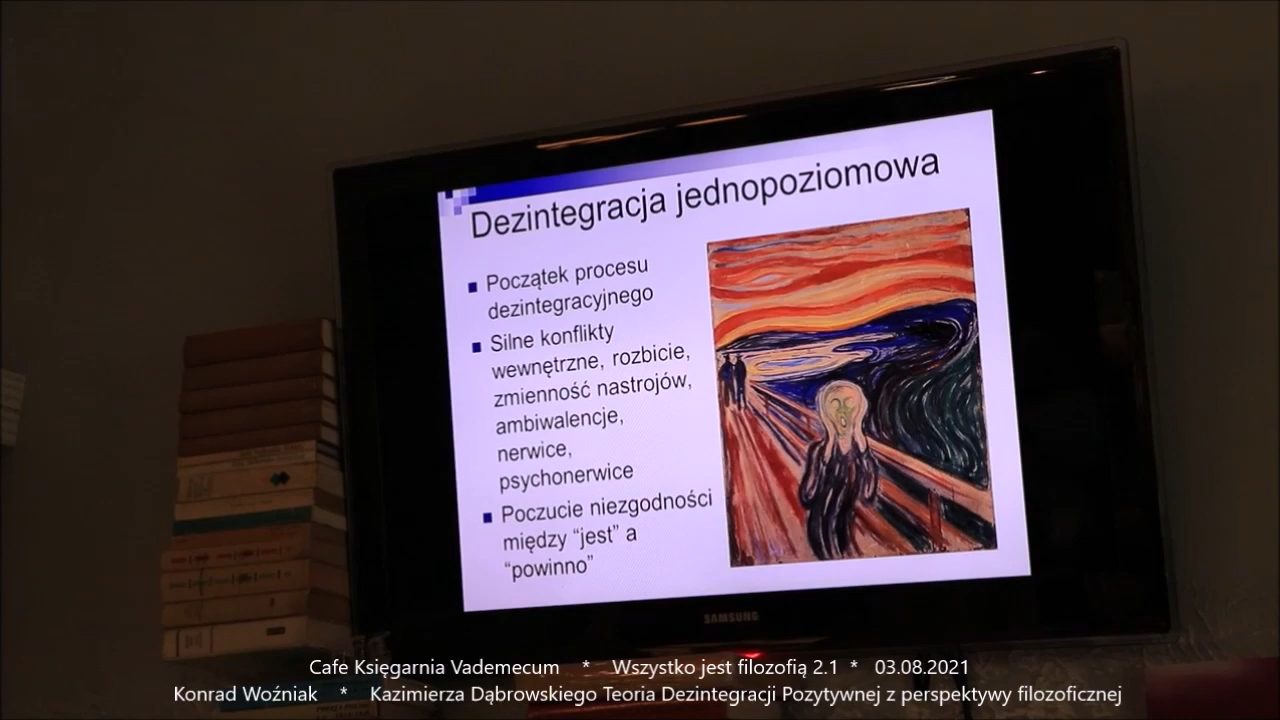 Dezintegracja jednopoziomowa
Początek procesu
dezintegracyjnego
Silne konflikty
wewnętrzne, rozbicie,
zmienność nastrojów,
ambiwalencje,
nerwice,
psychonerwice
Poczucie niezgodności
między “jest” a
“powinno”
SAMSUNG
Cafe Księgarnia Vademecum * Wszystko jest filozofią 2.1 * 03.08.2021
Konrad Woźniak * Kazimierza Dąbrowskiego Teoria Dezintegracji Pozytywnej z perspektywy filozoficznej